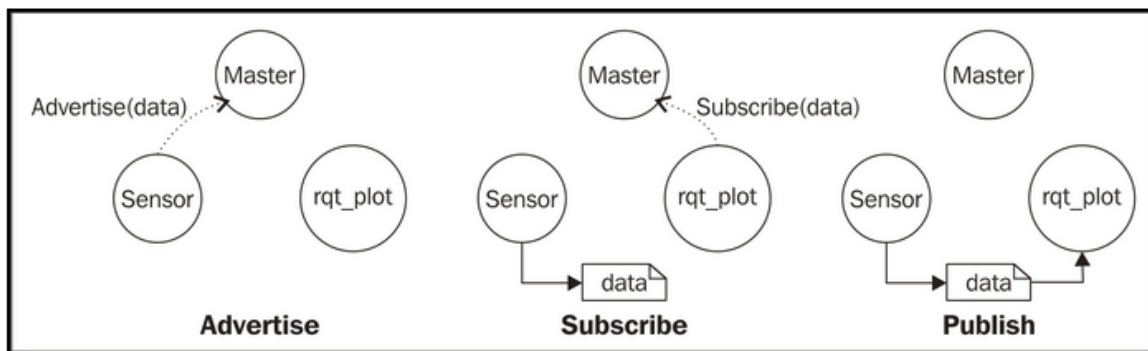 Master
Advertise(data)
Sensor
rqt_plot
Advertise
Master
Subscribe(data)
Sensor
rqt_plot
data
Subscribe
Master
Sensor
rqt_plot
data
Publish